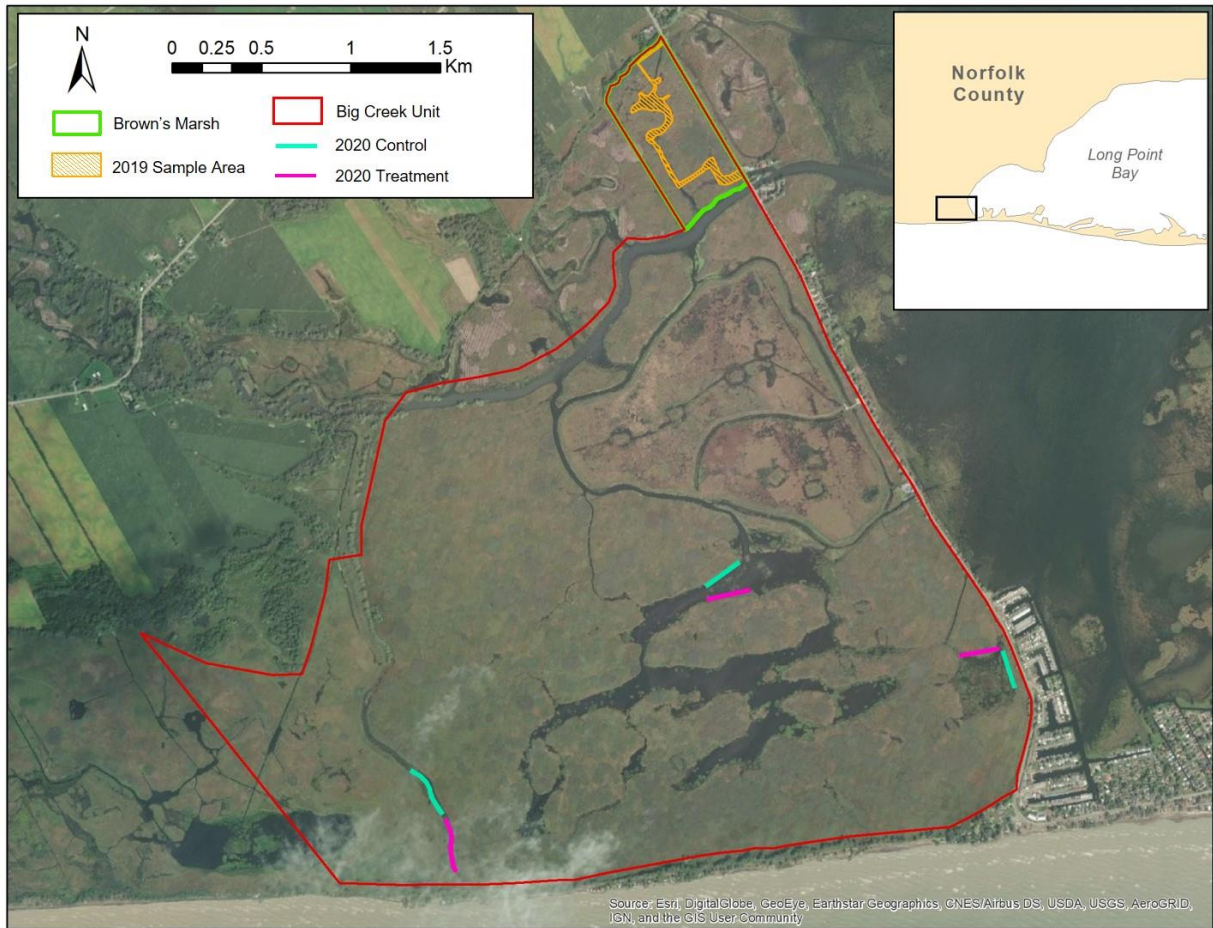 N
0 0.25 0.5 1 1.5
Km
Brown's Marsh
2019 Sample Area
Big Creek Unit
2020 Control
2020 Treatment
Norfolk
County
Long Point
Bay
Source: Esri, DigitalGlobe, GeoEye, Earthstar Geographics, CNES/Airbus DS, USDA, USGS, AeroGRID,
IGN, and the GIS User Community